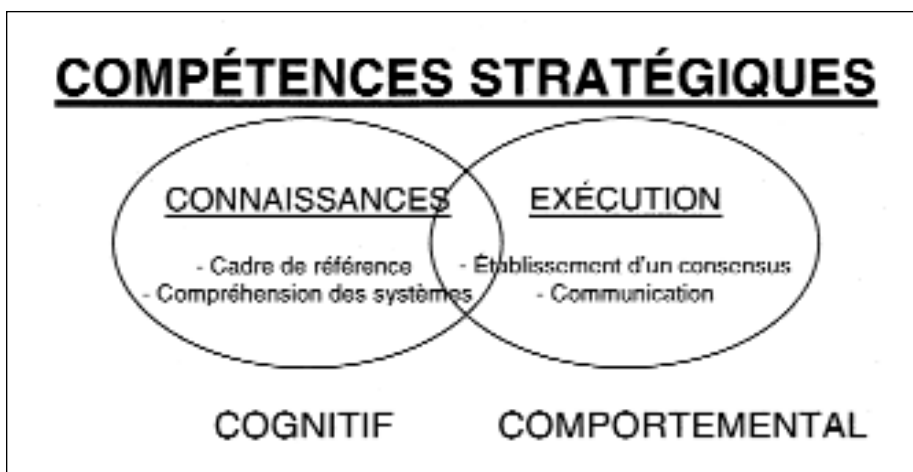 COMPÉTENCES STRATÉGIQUES
CONNAISSANCES
- Cadre de référence
- Compréhension des systèmes
EXÉCUTION
- Établissement d'un consensus
- Communication
COGNITIF
COMPORTEMENTAL